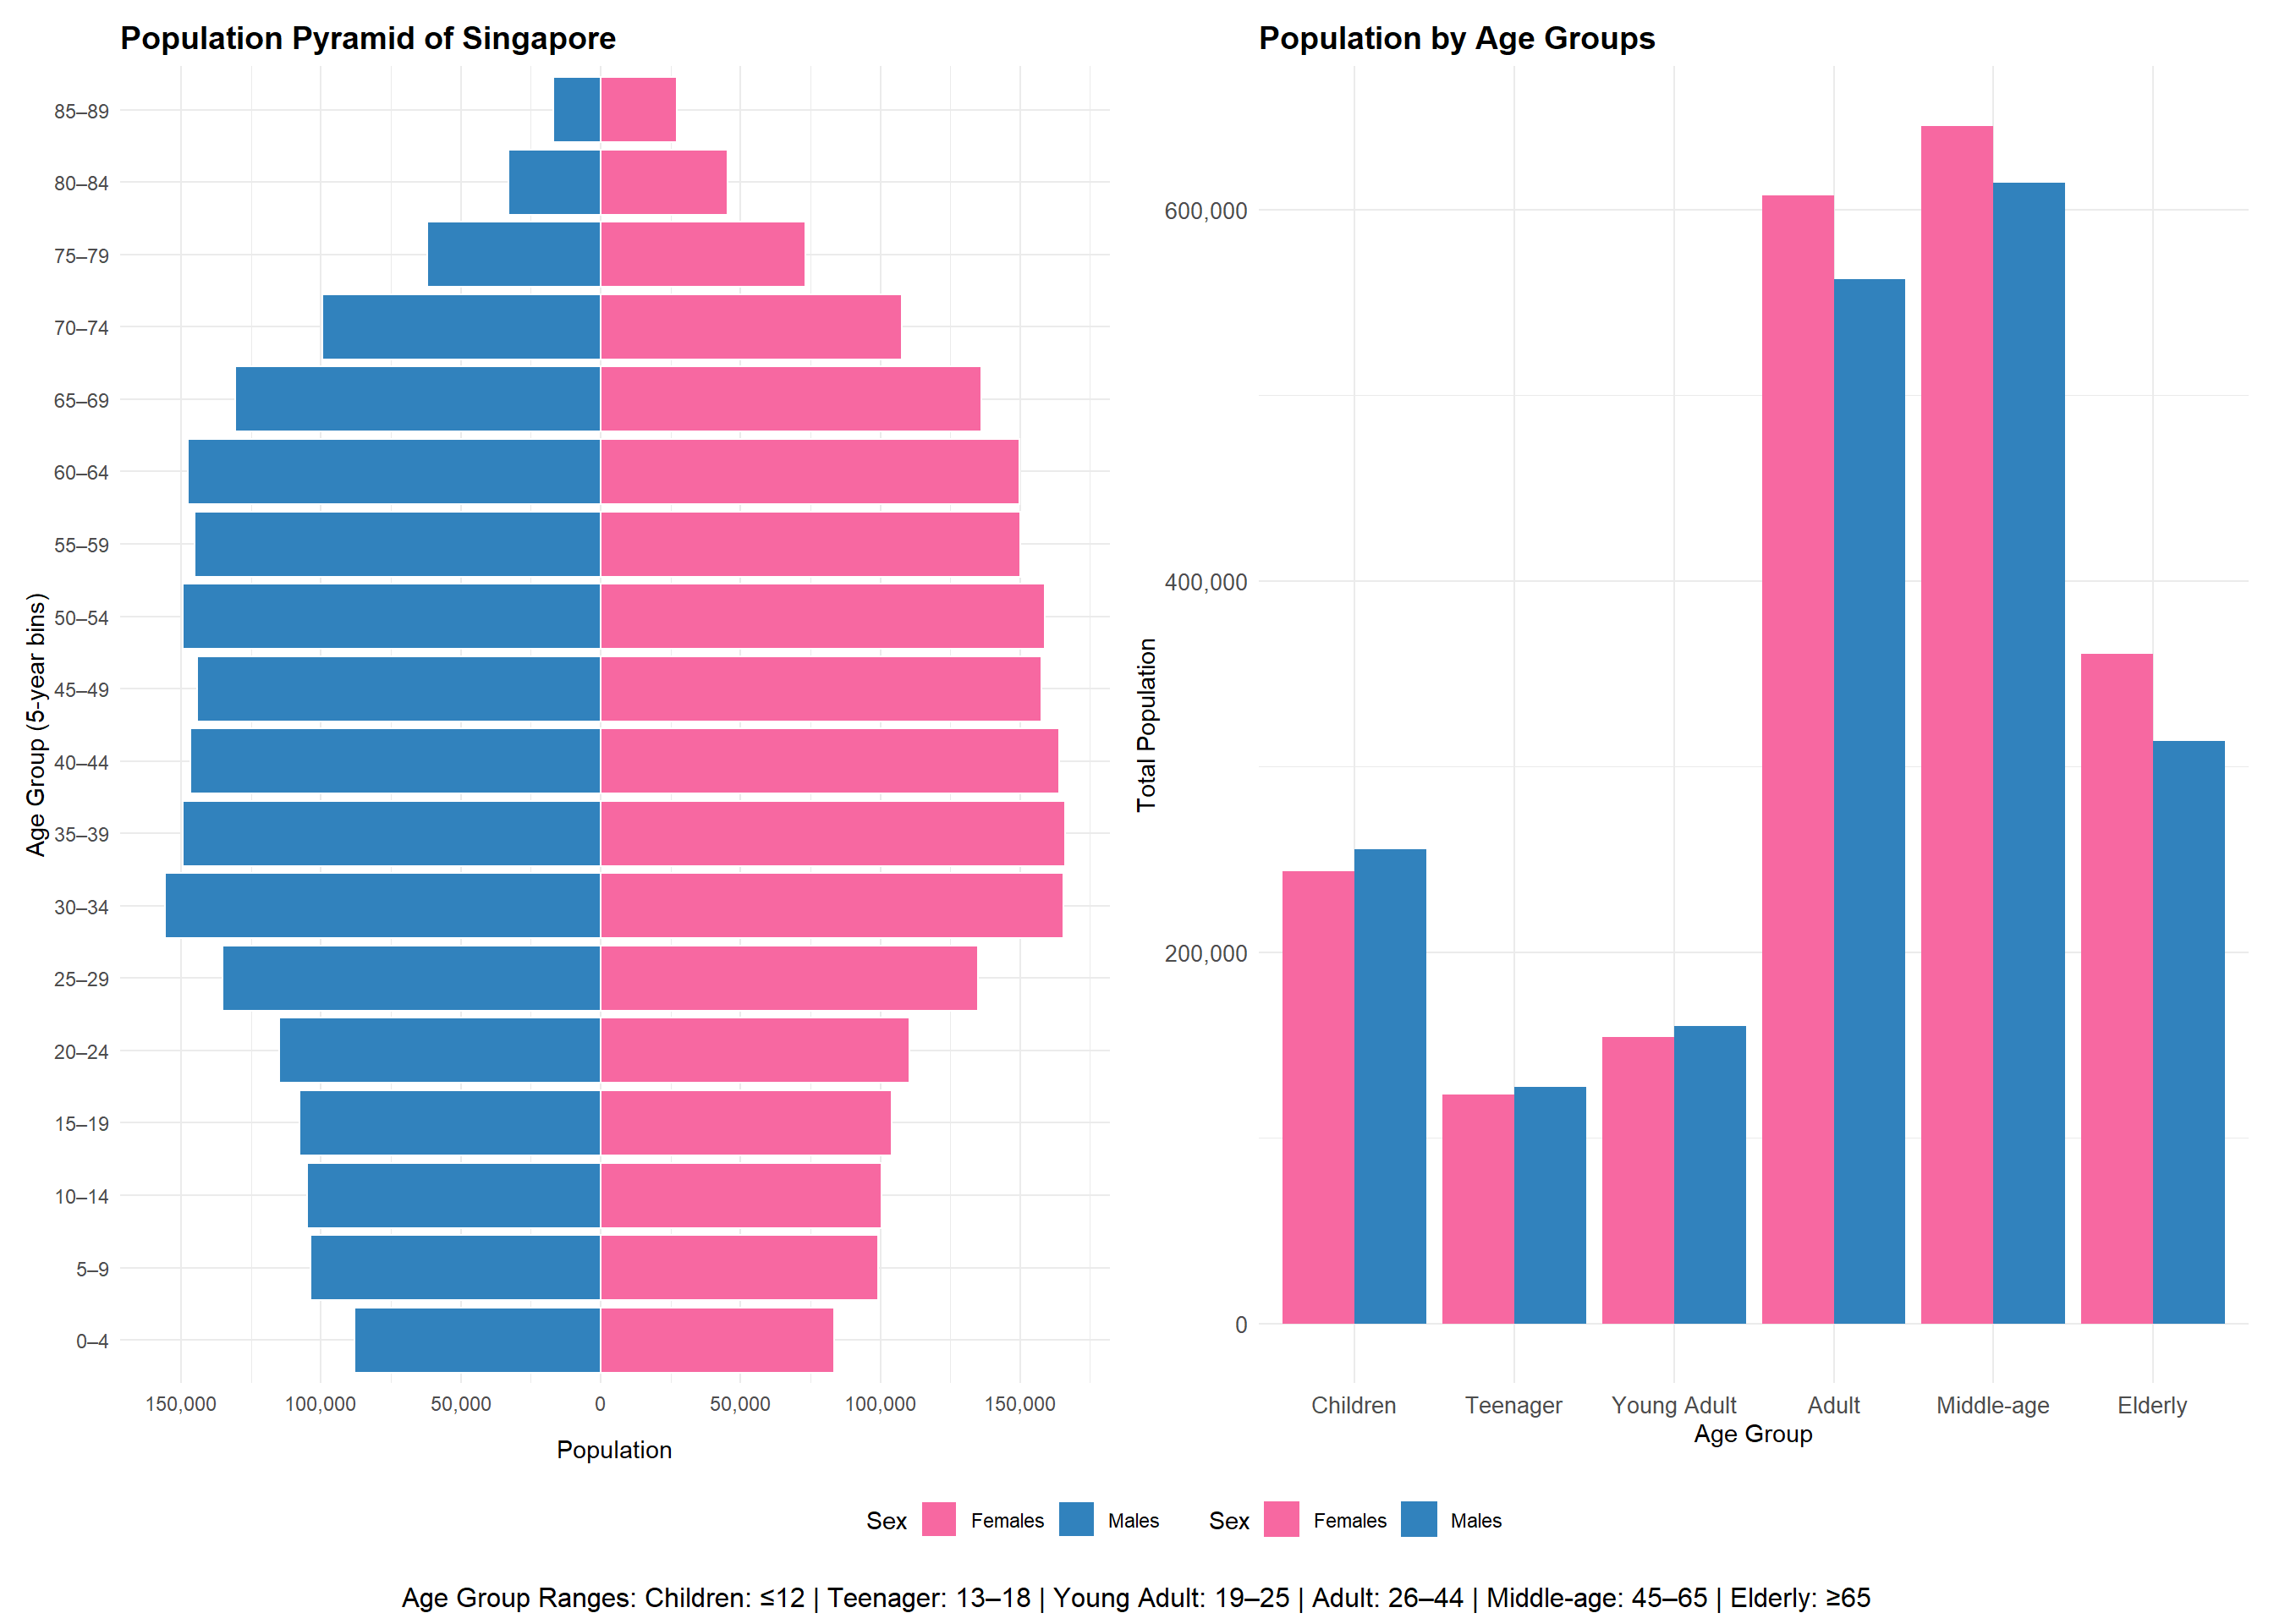 Population Pyramid of Singapore
85–89
80–84
75–79
70–74
65–69
60–64
55–59
50–54
45–49
40–44
35–39
30–34
25–29
20–24
15–19
10–14
5–9
0–4
Age Group (5-year bins)
150,000 100,000 50,000 0 50,000 100,000 150,000
Population
Population by Age Groups
600,000
400,000
200,000
0
Total Population
Children Teenager Young Adult Adult Middle-age Elderly
Age Group
Sex Females Males Sex Females Males
Age Group Ranges: Children: ≤12 | Teenager: 13–18 | Young Adult: 19–25 | Adult: 26–44 | Middle-age: 45–65 | Elderly: ≥65